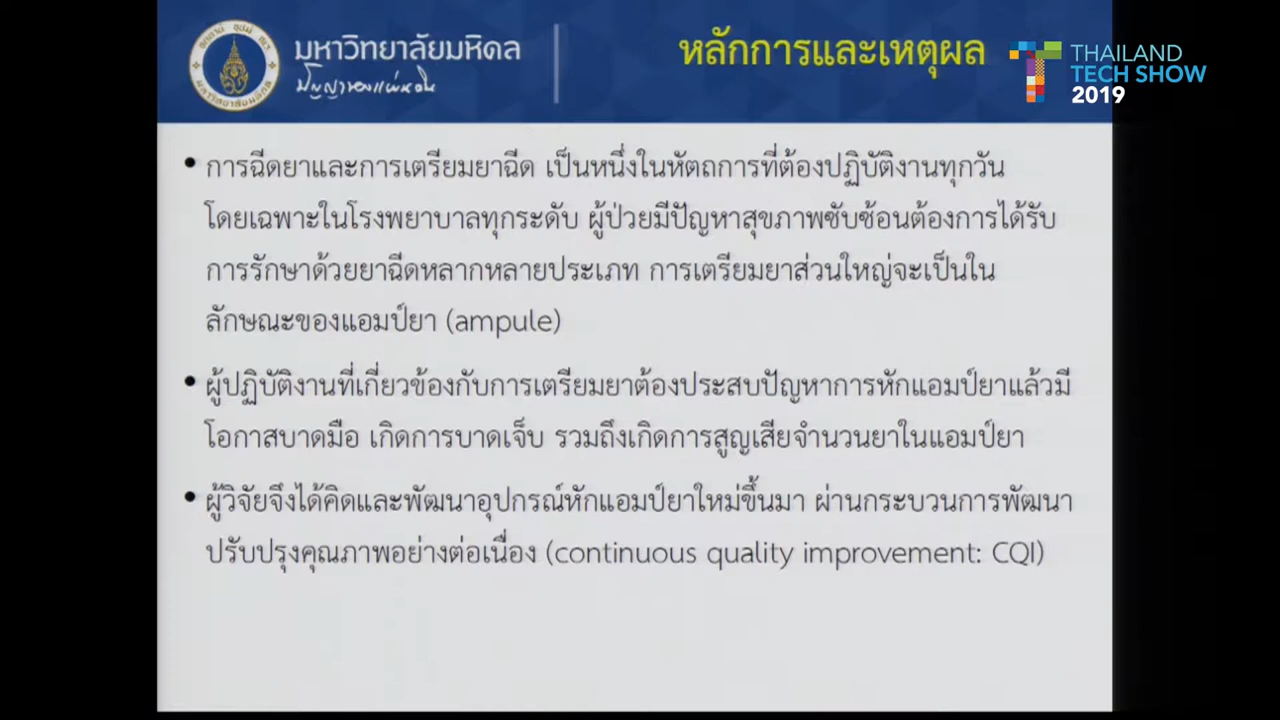 มหาวิทยาลัยมหิดล
ปัญญาของแผ่นดิน
หลักการและเหตุผล
THAILAND
TECH SHOW
2019
• การฉีดยาและการเตรียมยาฉีด เป็นหนึ่งในหัตถการที่ต้องปฏิบัติงานทุกวัน
โดยเฉพาะในโรงพยาบาลทุกระดับ ผู้ป่วยมีปัญหาสุขภาพซับซ้อนต้องการได้รับ
การรักษาด้วยยาฉีดหลากหลายประเภท การเตรียมยาส่วนใหญ่จะเป็นใน
ลักษณะของแอมป์ยา (ampule)
• ผู้ปฏิบัติงานที่เกี่ยวข้องกับการเตรียมยาต้องประสบปัญหาการหักแอมป์ยาแล้วมี
โอกาสบาดมือ เกิดการบาดเจ็บ รวมถึงเกิดการสูญเสียจำนวนยาในแอมป์ยา
• ผู้วิจัยจึงได้คิดและพัฒนาอุปกรณ์หักแอมป์ยาใหม่ขึ้นมา ผ่านกระบวนการพัฒนา
ปรับปรุงคุณภาพอย่างต่อเนื่อง (continuous quality improvement: CQI)